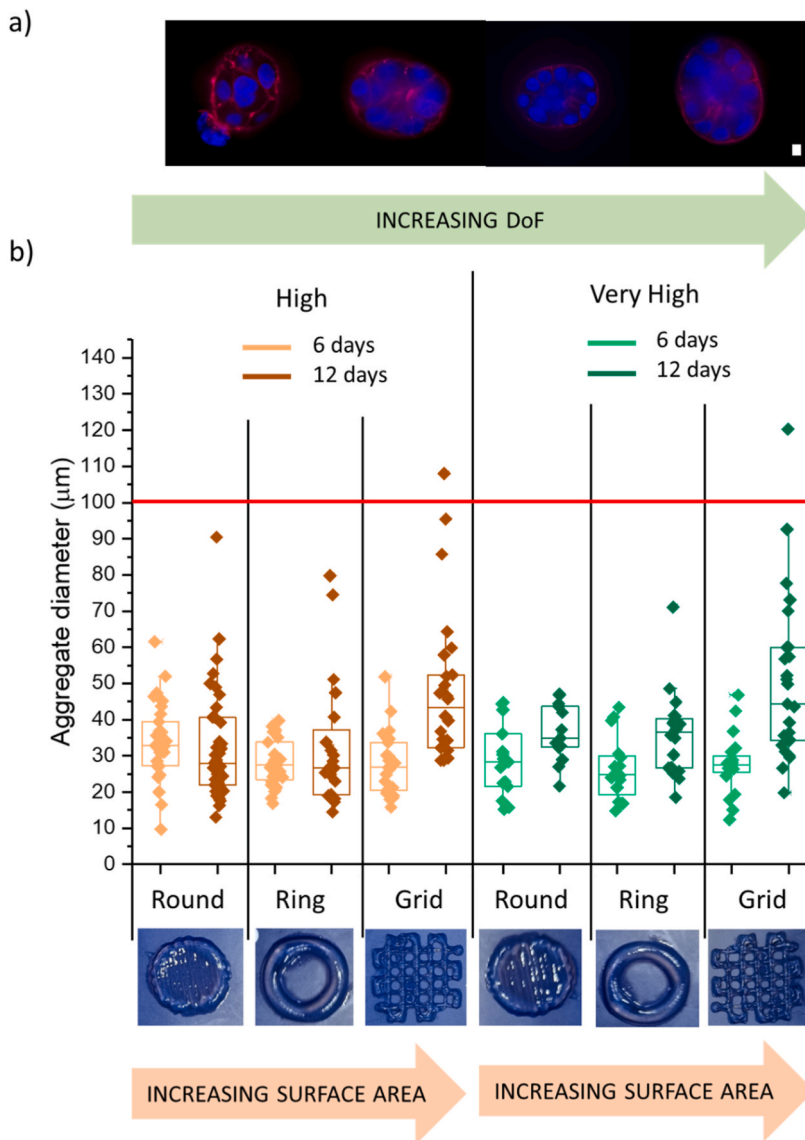 a)
INCREASING DoF
b)
High
Very High
6 days
12 days
6 days
12 days
Aggregate diameter (μm)
140
130
120
110
100
90
80
70
60
50
40
30
20
10
0
Round
Ring
Grid
Round
Ring
Grid
INCREASING SURFACE AREA
INCREASING SURFACE AREA